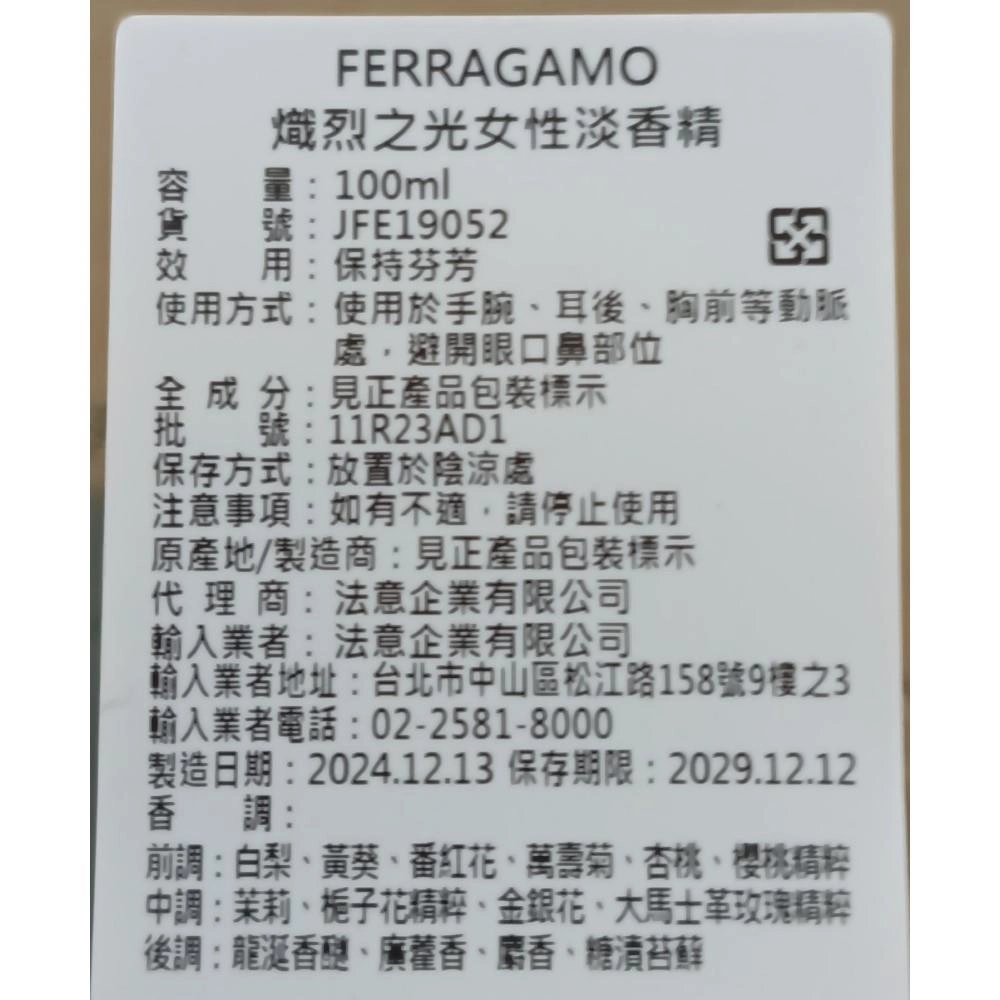 FERRAGAMO
熾烈之光女性淡香精
容　　量：100ml
貨　　號：JFE19052
效　　用：保持芬芳
使用方式：使用於手腕、耳後、胸前等動脈
處，避開眼口鼻部位
全 成 分：見正產品包裝標示
批　　號：11R23AD1
保存方式：放置於陰涼處
注意事項：如有不適，請停止使用
原產地/製造商：見正產品包裝標示
代 理 商：法意企業有限公司
輸入業者：法意企業有限公司
輸入業者地址：台北市中山區松江路158號9樓之3
輸入業者電話：02-2581-8000
製造日期：2024.12.13 保存期限：2029.12.12
香　　調：
前調：白梨、黃葵、番紅花、萬壽菊、杏桃、櫻桃精粹
中調：茉莉、梔子花精粹、金銀花、大馬士革玫瑰精粹
後調：龍涎香醚、廣藿香、麝香、糖漬苔蘚